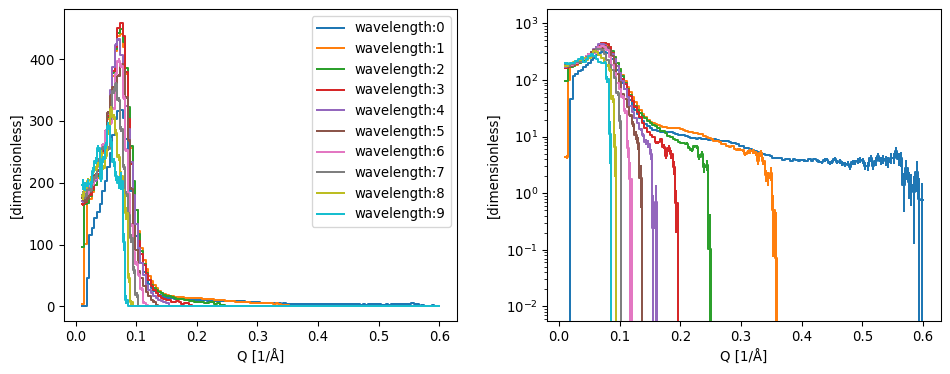 [dimensionless]
400
300
200
100
0
0.0 0.1 0.2 0.3 0.4 0.5 0.6
Q [1/Å]
wavelength:0
wavelength:1
wavelength:2
wavelength:3
wavelength:4
wavelength:5
wavelength:6
wavelength:7
wavelength:8
wavelength:9
[dimensionless]
10³
10²
10¹
10⁰
10⁻¹
10⁻²
0.0 0.1 0.2 0.3 0.4 0.5 0.6
Q [1/Å]